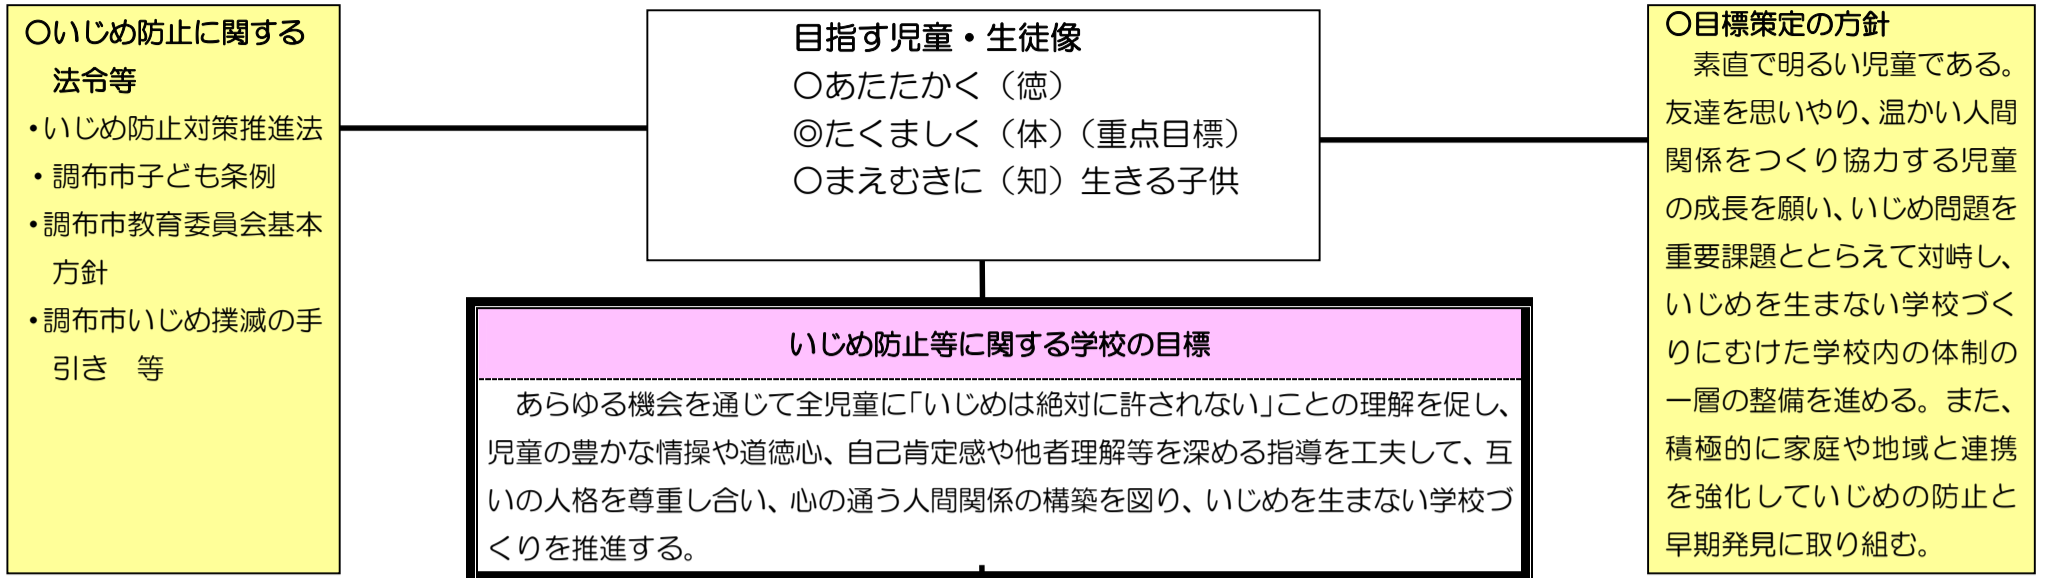 〇いじめ防止に関する
法令等
・いじめ防止対策推進法
・調布市子ども条例
・調布市教育委員会基本
方針
・調布市いじめ撲滅の手
引き　等
目指す児童・生徒像
〇あたたかく（徳）
◎たくましく（体）（重点目標）
〇まえむきに（知）生きる子供
〇目標策定の方針
　素直で明るい児童である。
友達を思いやり、温かい人間
関係をつくり協力する児童
の成長を願い、いじめ問題を
重要課題ととらえて対峙し、
いじめを生まない学校づく
りにむけた学校内の体制の
一層の整備を進める。また、
積極的に家庭や地域と連携
を強化していじめの防止と
早期発見に取り組む。
いじめ防止等に関する学校の目標
　あらゆる機会を通じて全児童に「いじめは絶対に許されない」ことの理解を促し、
児童の豊かな情操や道徳心、自己肯定感や他者理解等を深める指導を工夫して、互
いの人格を尊重し合い、心の通う人間関係の構築を図り、いじめを生まない学校づ
くりを推進する。